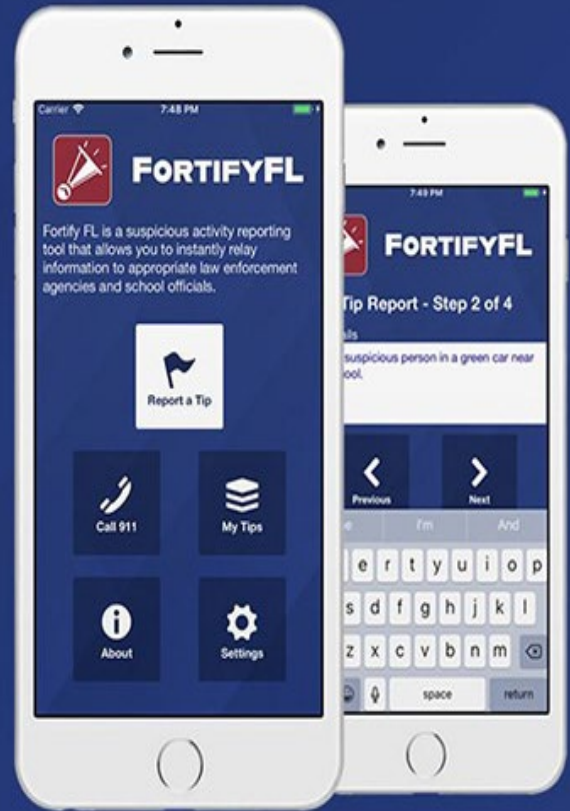 Carrier 7:48 PM
FORTIFYFL
Fortify FL is a suspicious activity reporting
tool that allows you to instantly relay
information to appropriate law enforcement
agencies and school officials.
Report a Tip
Call 911
My Tips
About
Settings
7:49 PM
FORTIFYFL
Tip Report - Step 2 of 4
suspicious person in a green car near
Previous
Next
I'm And
e r t y u i o p
s d f g h j k l
z x c v b n m
space return